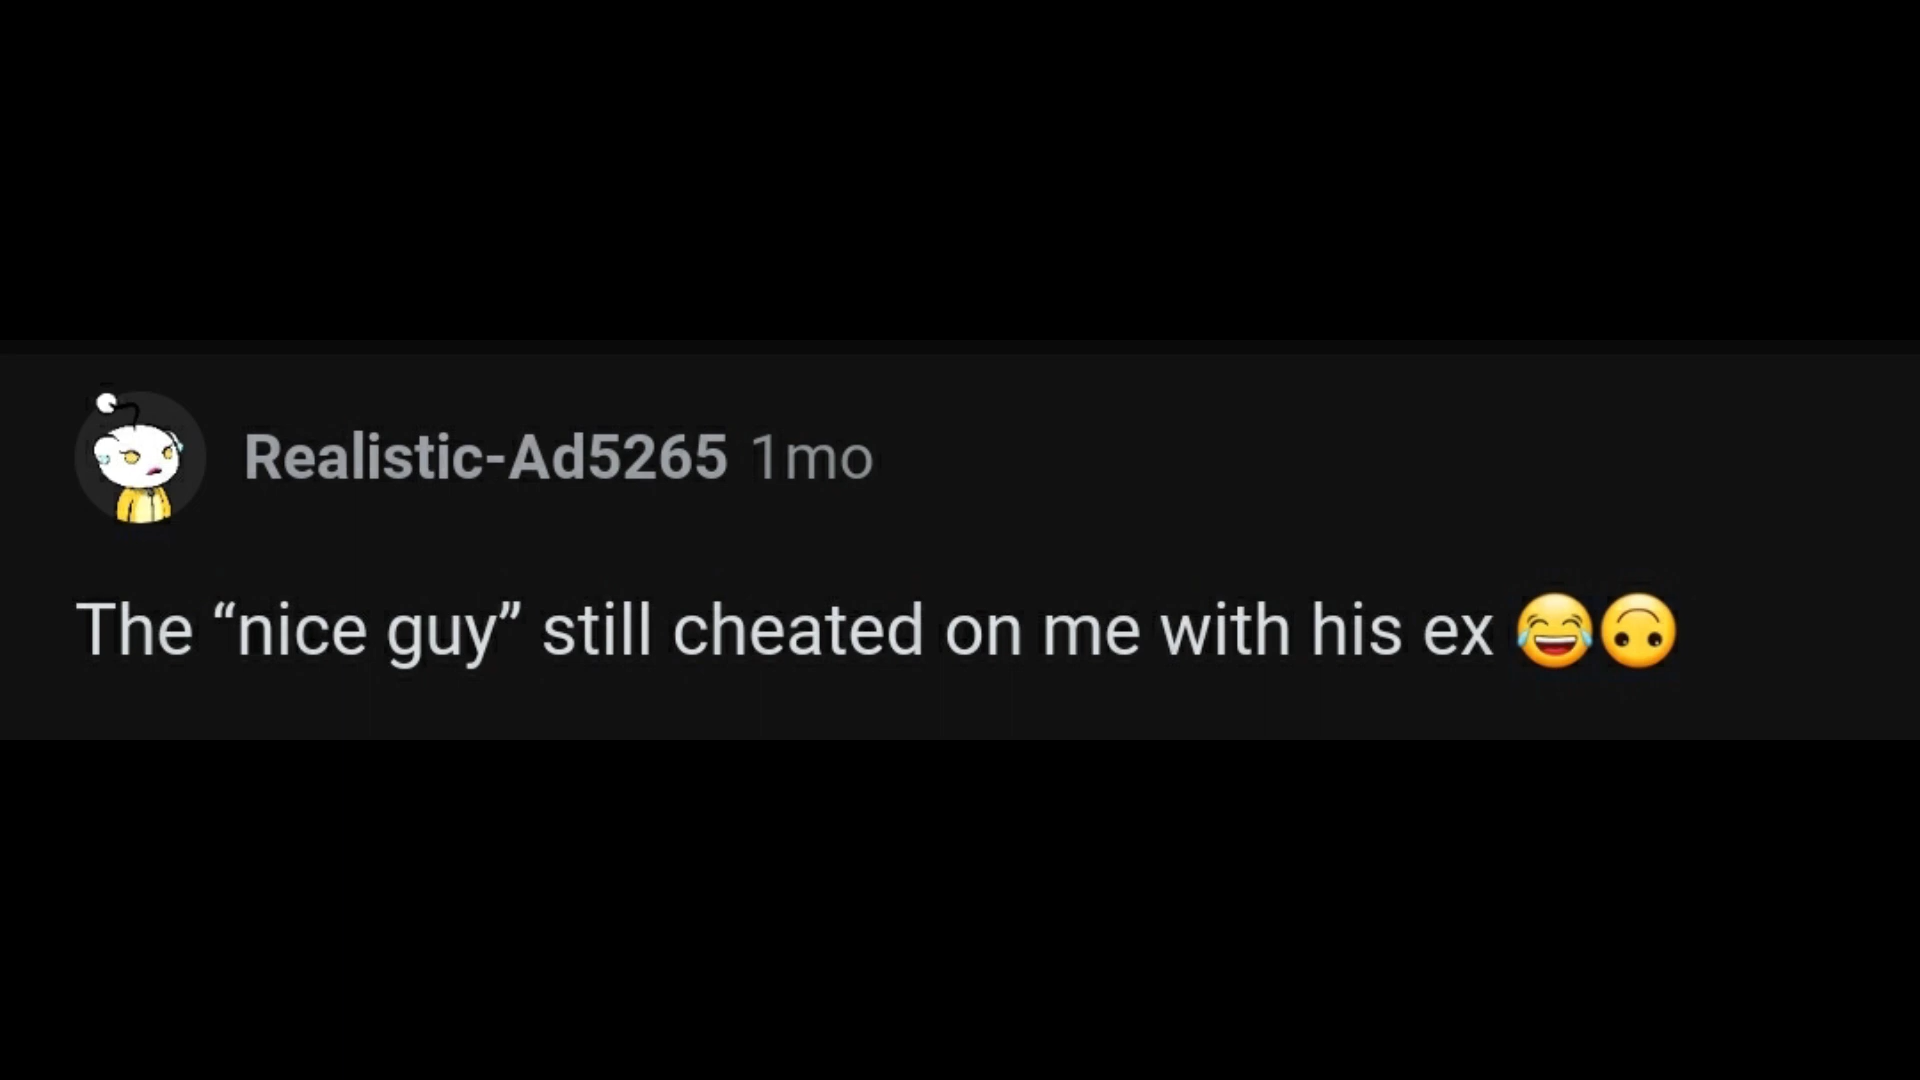 Realistic-Ad5265 1mo
The “nice guy” still cheated on me with his ex 😂🙃